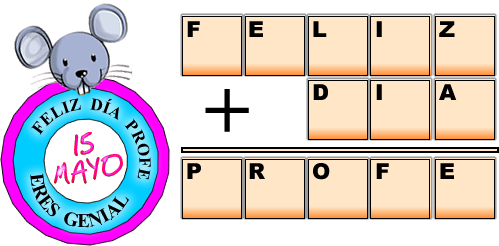 FELIZ DÍA PROFE
15
MAYO
ERES GENIAL
F E L I Z
+ D I A
P R O F E